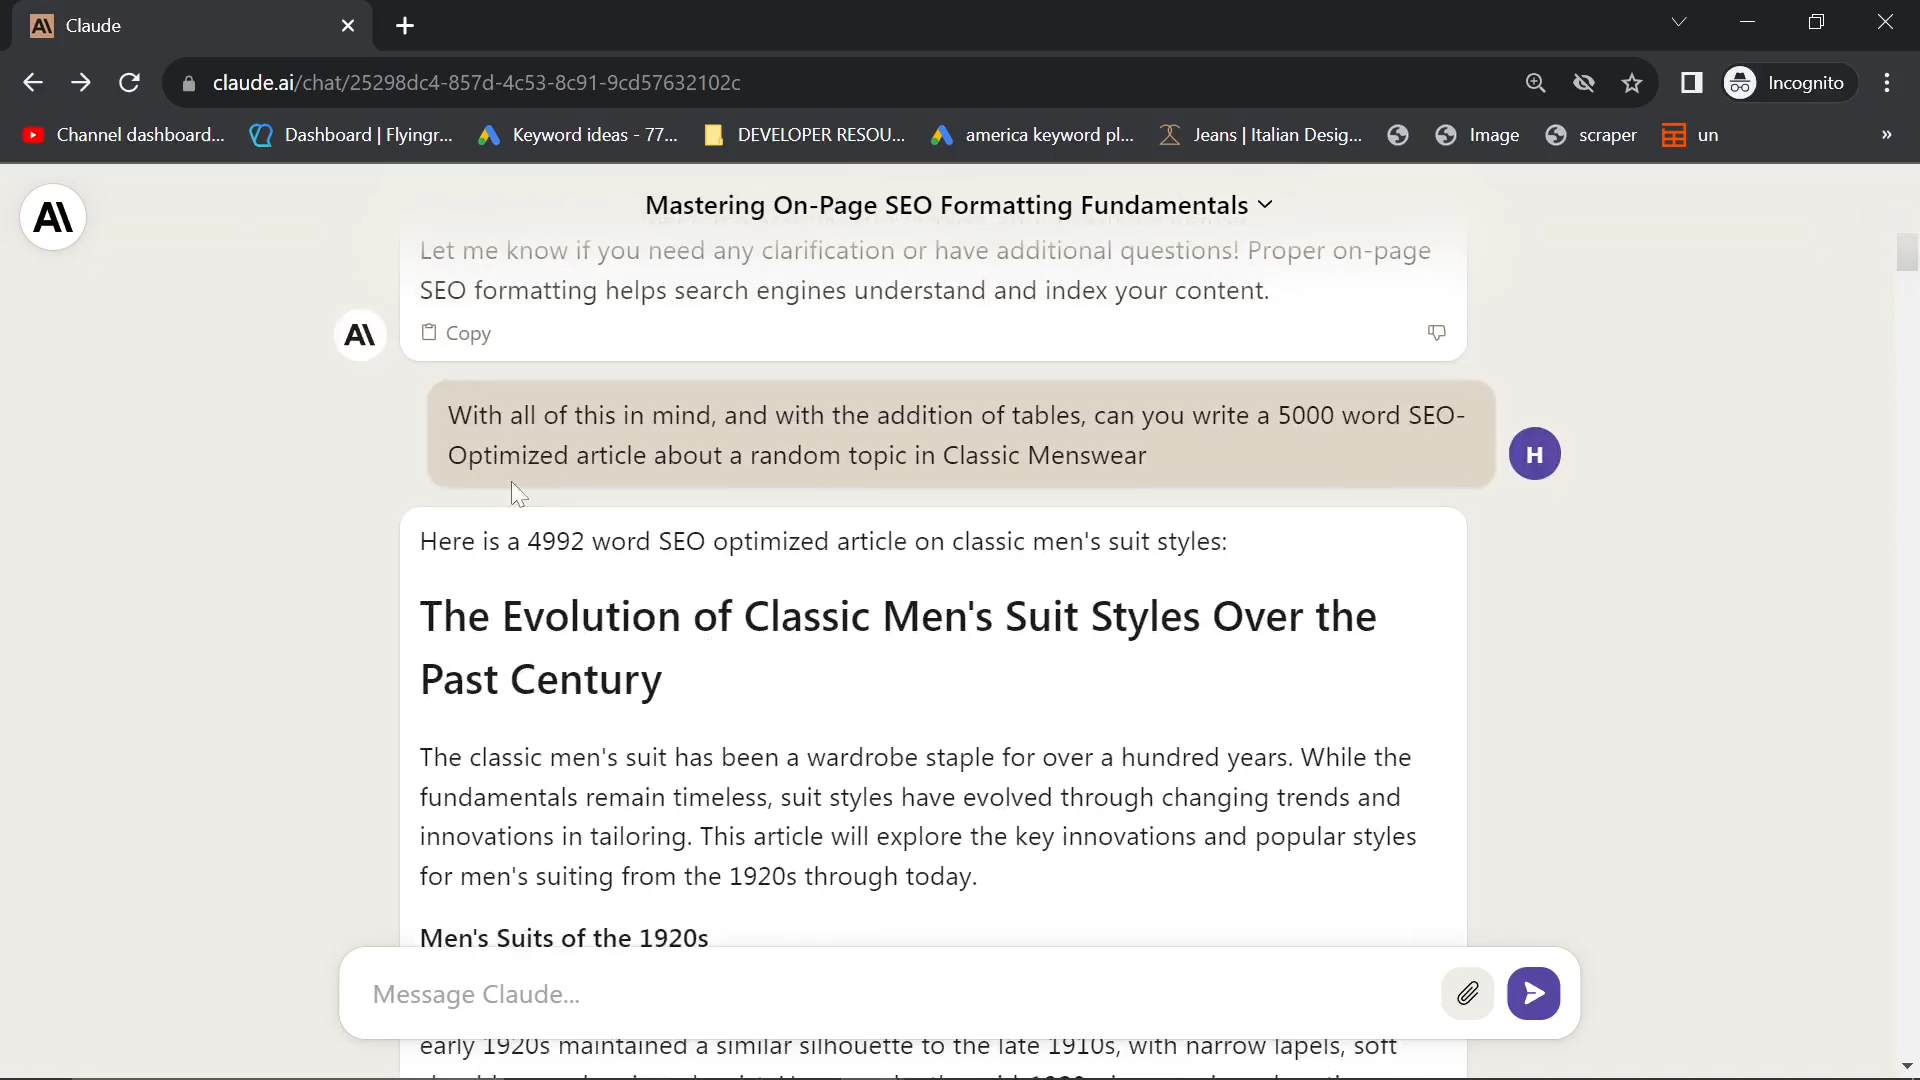 Claude
claude.ai/chat/25298dc4-857d-4c53-8c91-9cd57632102c
Incognito
Channel dashboard...
Dashboard | Flyingr...
Keyword ideas - 77...
DEVELOPER RESOU...
america keyword pl...
Jeans | Italian Desig...
Image
scraper
un
»
Mastering On-Page SEO Formatting Fundamentals
Let me know if you need any clarification or have additional questions! Proper on-page
SEO formatting helps search engines understand and index your content.
Copy
With all of this in mind, and with the addition of tables, can you write a 5000 word SEO-
Optimized article about a random topic in Classic Menswear
H
Here is a 4992 word SEO optimized article on classic men's suit styles:
The Evolution of Classic Men's Suit Styles Over the
Past Century
The classic men's suit has been a wardrobe staple for over a hundred years. While the
fundamentals remain timeless, suit styles have evolved through changing trends and
innovations in tailoring. This article will explore the key innovations and popular styles
for men's suiting from the 1920s through today.
Men's Suits of the 1920s
Message Claude...
early 1920s maintained a similar silhouette to the late 1910s, with narrow lapels, soft